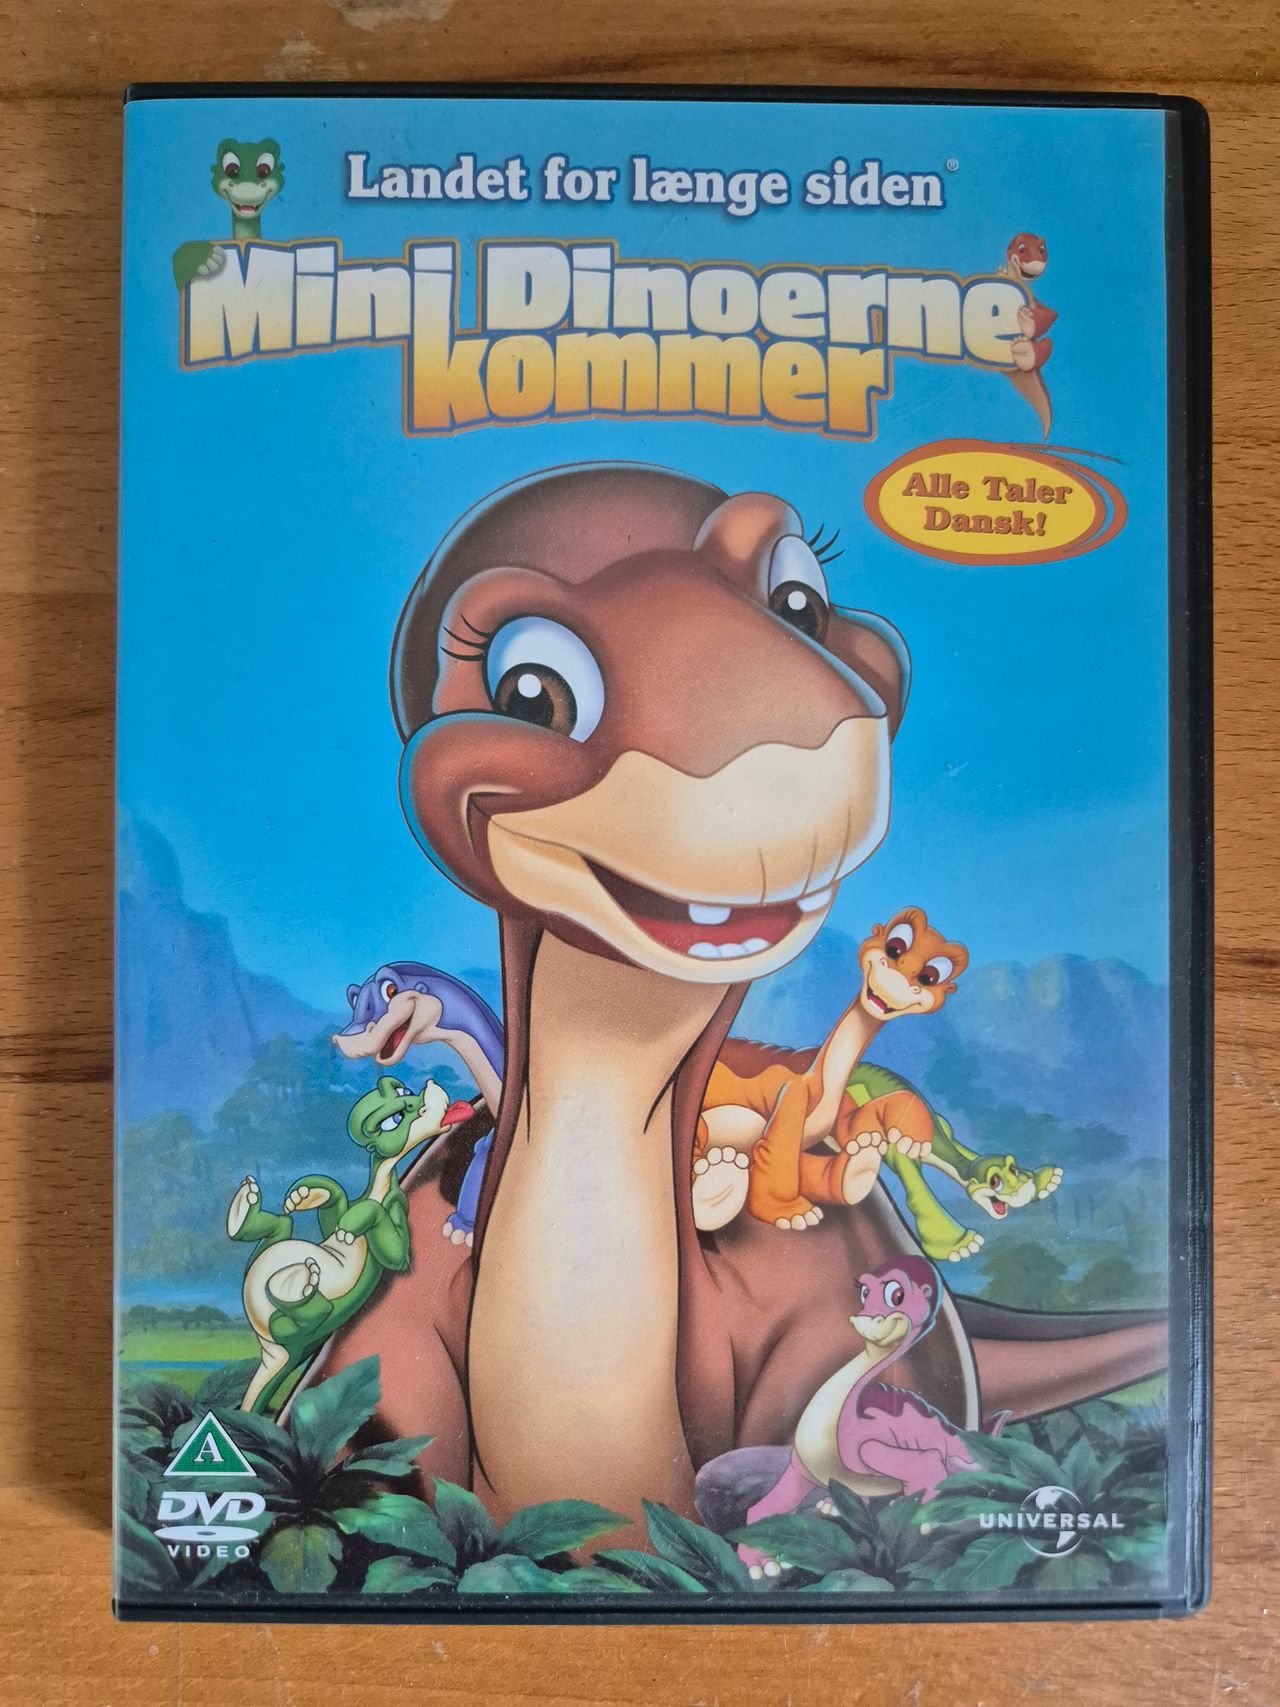 Landet for længe siden®
Mini Dinoerne
kommer
Alle Taler
Dansk!
A
DVD
VIDEO
UNIVERSAL